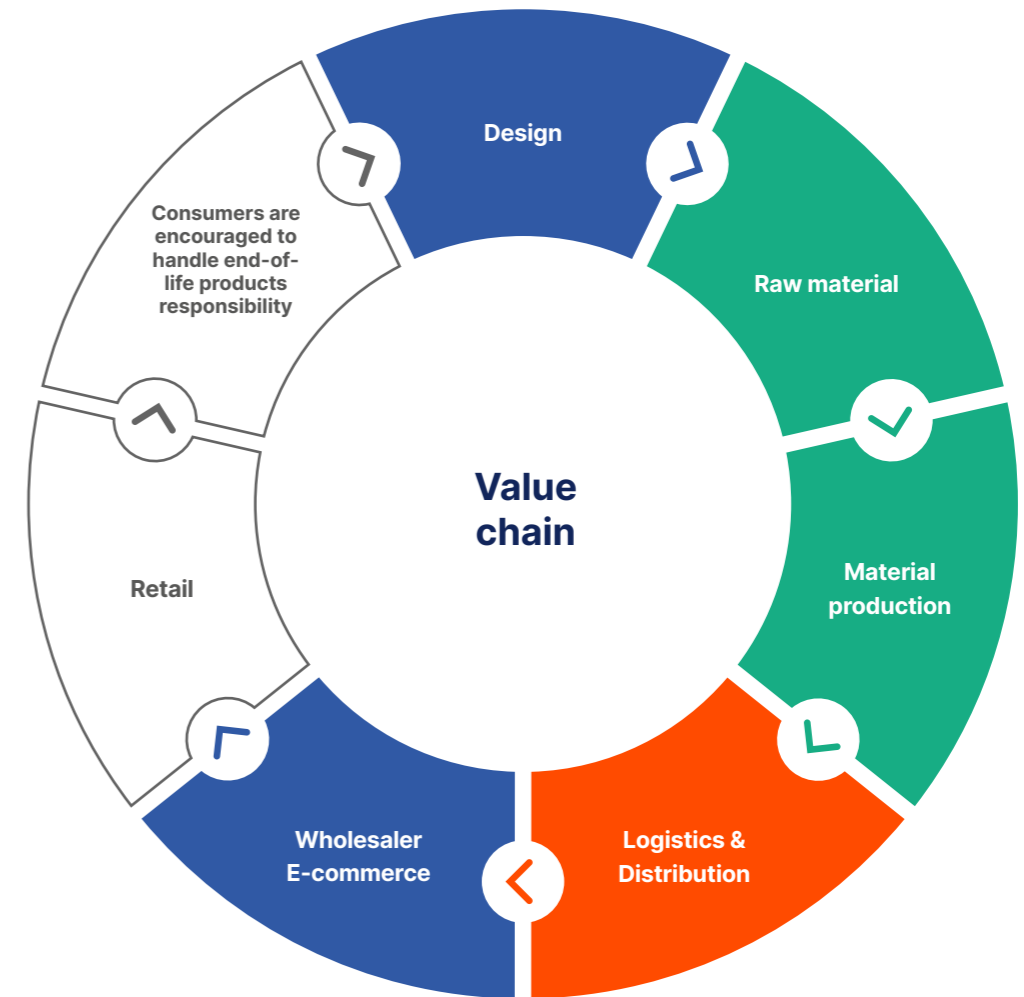 Design
Raw material
Material
production
Logistics &
Distribution
Wholesaler
E-commerce
Retail
Consumers are
encouraged to
handle end-of-
life products
responsibility
Value
chain